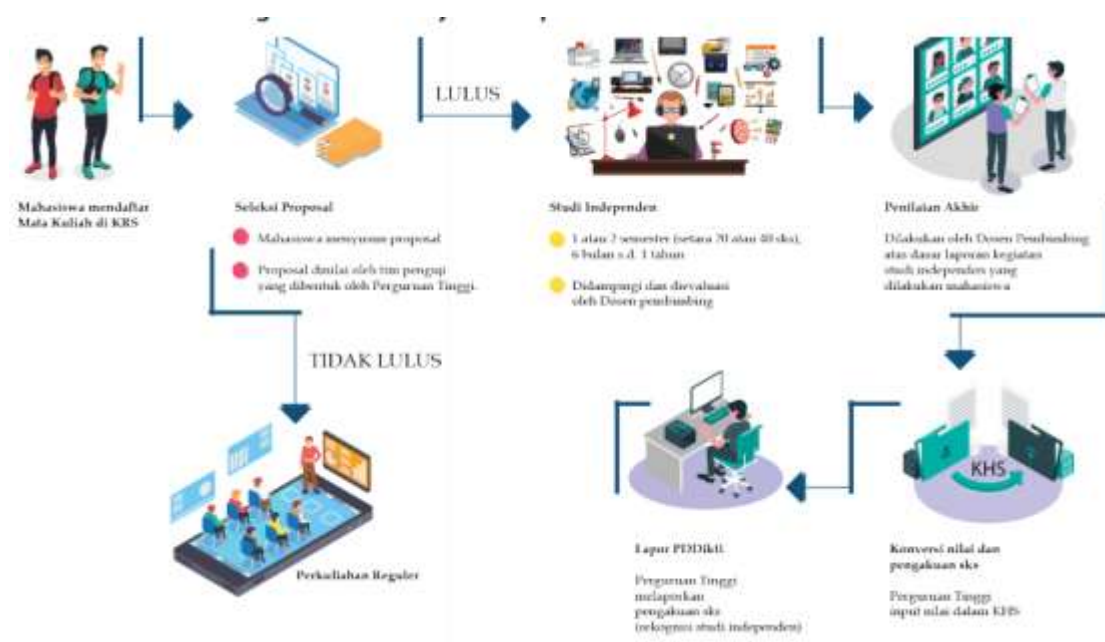 Mahasiswa mendaftar
Mata Kuliah di KRS
Seleksi Proposal
Mahasiswa menyusun proposal
Proposal dinilai oleh tim penguji
yang dibentuk oleh Perguruan Tinggi.
LULUS
Studi Independen
1 atau 2 semester (setara 20 atau 40 sks),
6 bulan s.d. 1 tahun
Didampingi dan dievaluasi
oleh Dosen pembimbing
Penilaian Akhir
Dilakukan oleh Dosen Pembimbing
atas dasar laporan kegiatan
studi independen yang
dilakukan mahasiswa
TIDAK LULUS
Perkuliahan Reguler
KHS
Konversi nilai dan
pengakuan sks
Perguruan Tinggi
input nilai dalam KHS
Lapor PDDikti
Perguruan Tinggi
melaporkan
pengakuan sks
(rekognisi studi independen)